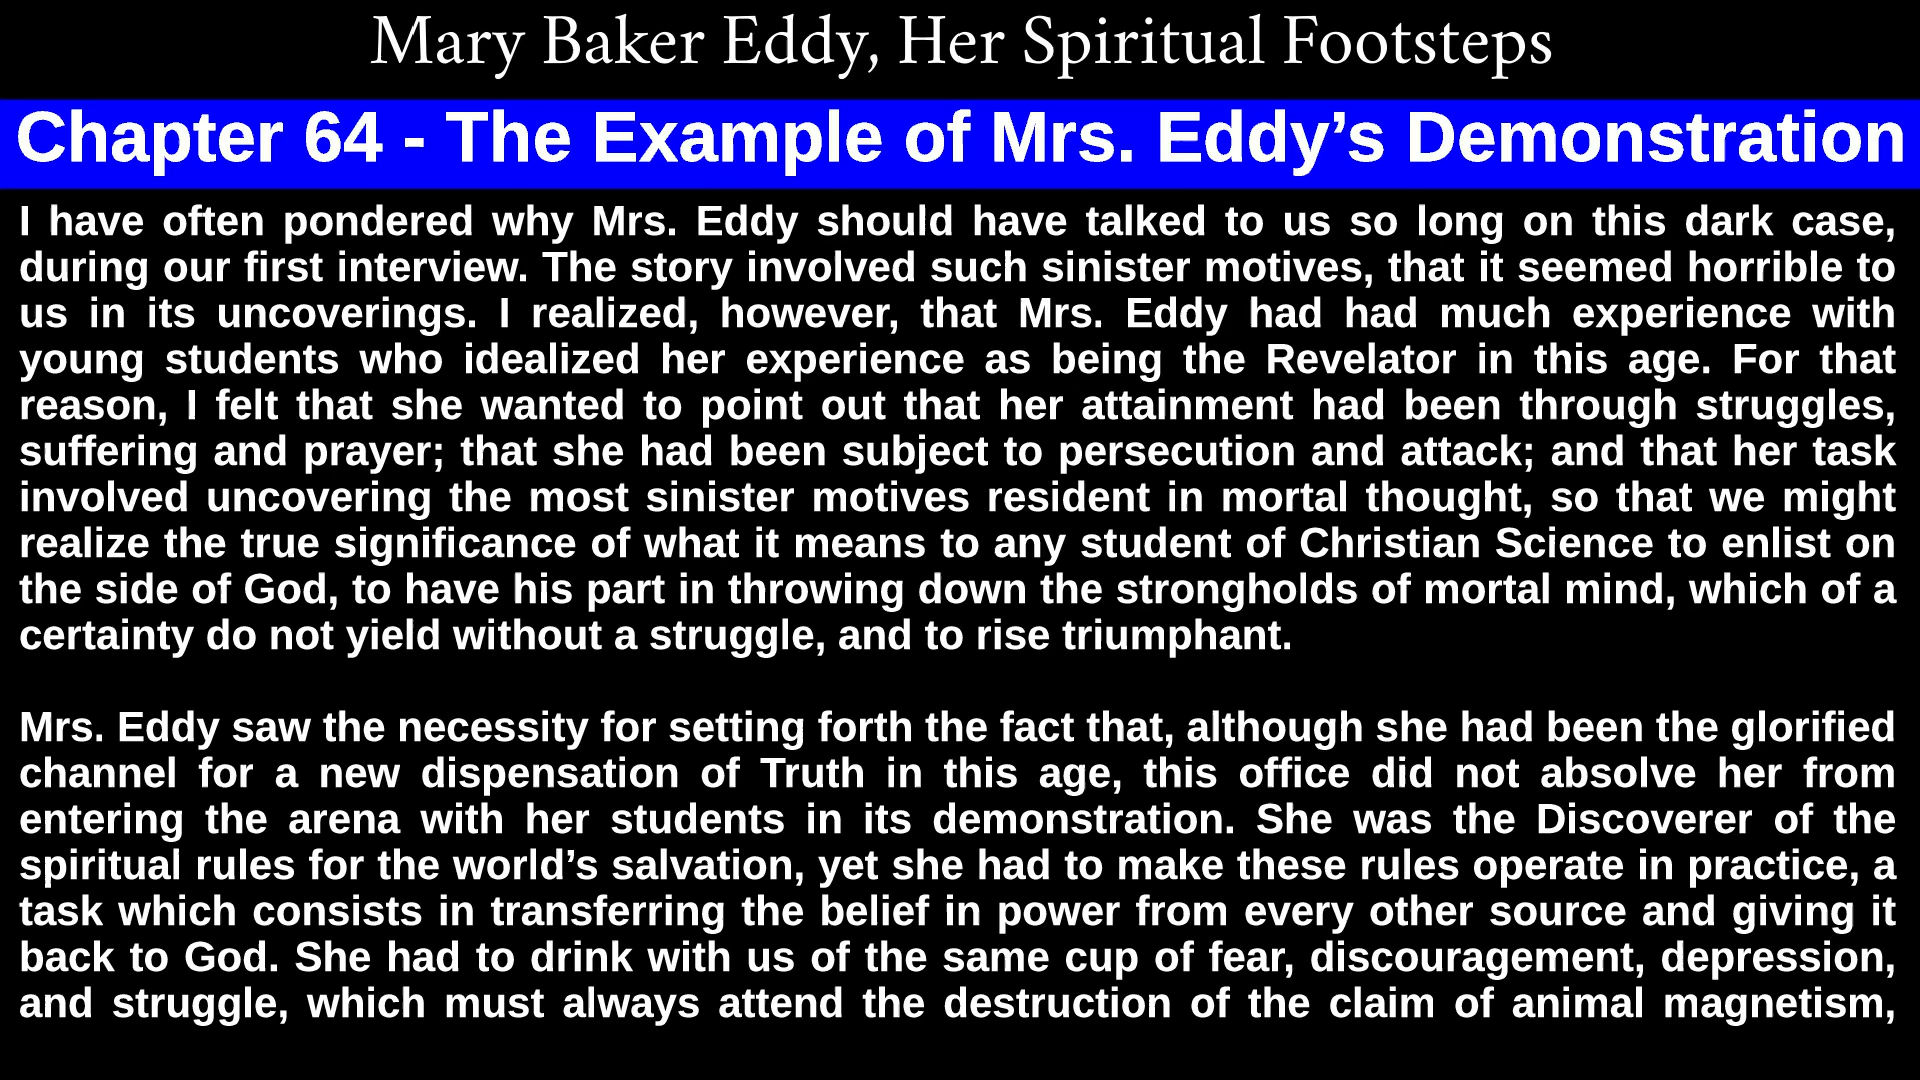 Mary Baker Eddy, Her Spiritual Footsteps
Chapter 64 - The Example of Mrs. Eddy’s Demonstration
I have often pondered why Mrs. Eddy should have talked to us so long on this dark case,
during our first interview. The story involved such sinister motives, that it seemed horrible to
us in its uncoverings. I realized, however, that Mrs. Eddy had had much experience with
young students who idealized her experience as being the Revelator in this age. For that
reason, I felt that she wanted to point out that her attainment had been through struggles,
suffering and prayer; that she had been subject to persecution and attack; and that her task
involved uncovering the most sinister motives resident in mortal thought, so that we might
realize the true significance of what it means to any student of Christian Science to enlist on
the side of God, to have his part in throwing down the strongholds of mortal mind, which of a
certainty do not yield without a struggle, and to rise triumphant.
Mrs. Eddy saw the necessity for setting forth the fact that, although she had been the glorified
channel for a new dispensation of Truth in this age, this office did not absolve her from
entering the arena with her students in its demonstration. She was the Discoverer of the
spiritual rules for the world’s salvation, yet she had to make these rules operate in practice, a
task which consists in transferring the belief in power from every other source and giving it
back to God. She had to drink with us of the same cup of fear, discouragement, depression,
and struggle, which must always attend the destruction of the claim of animal magnetism,